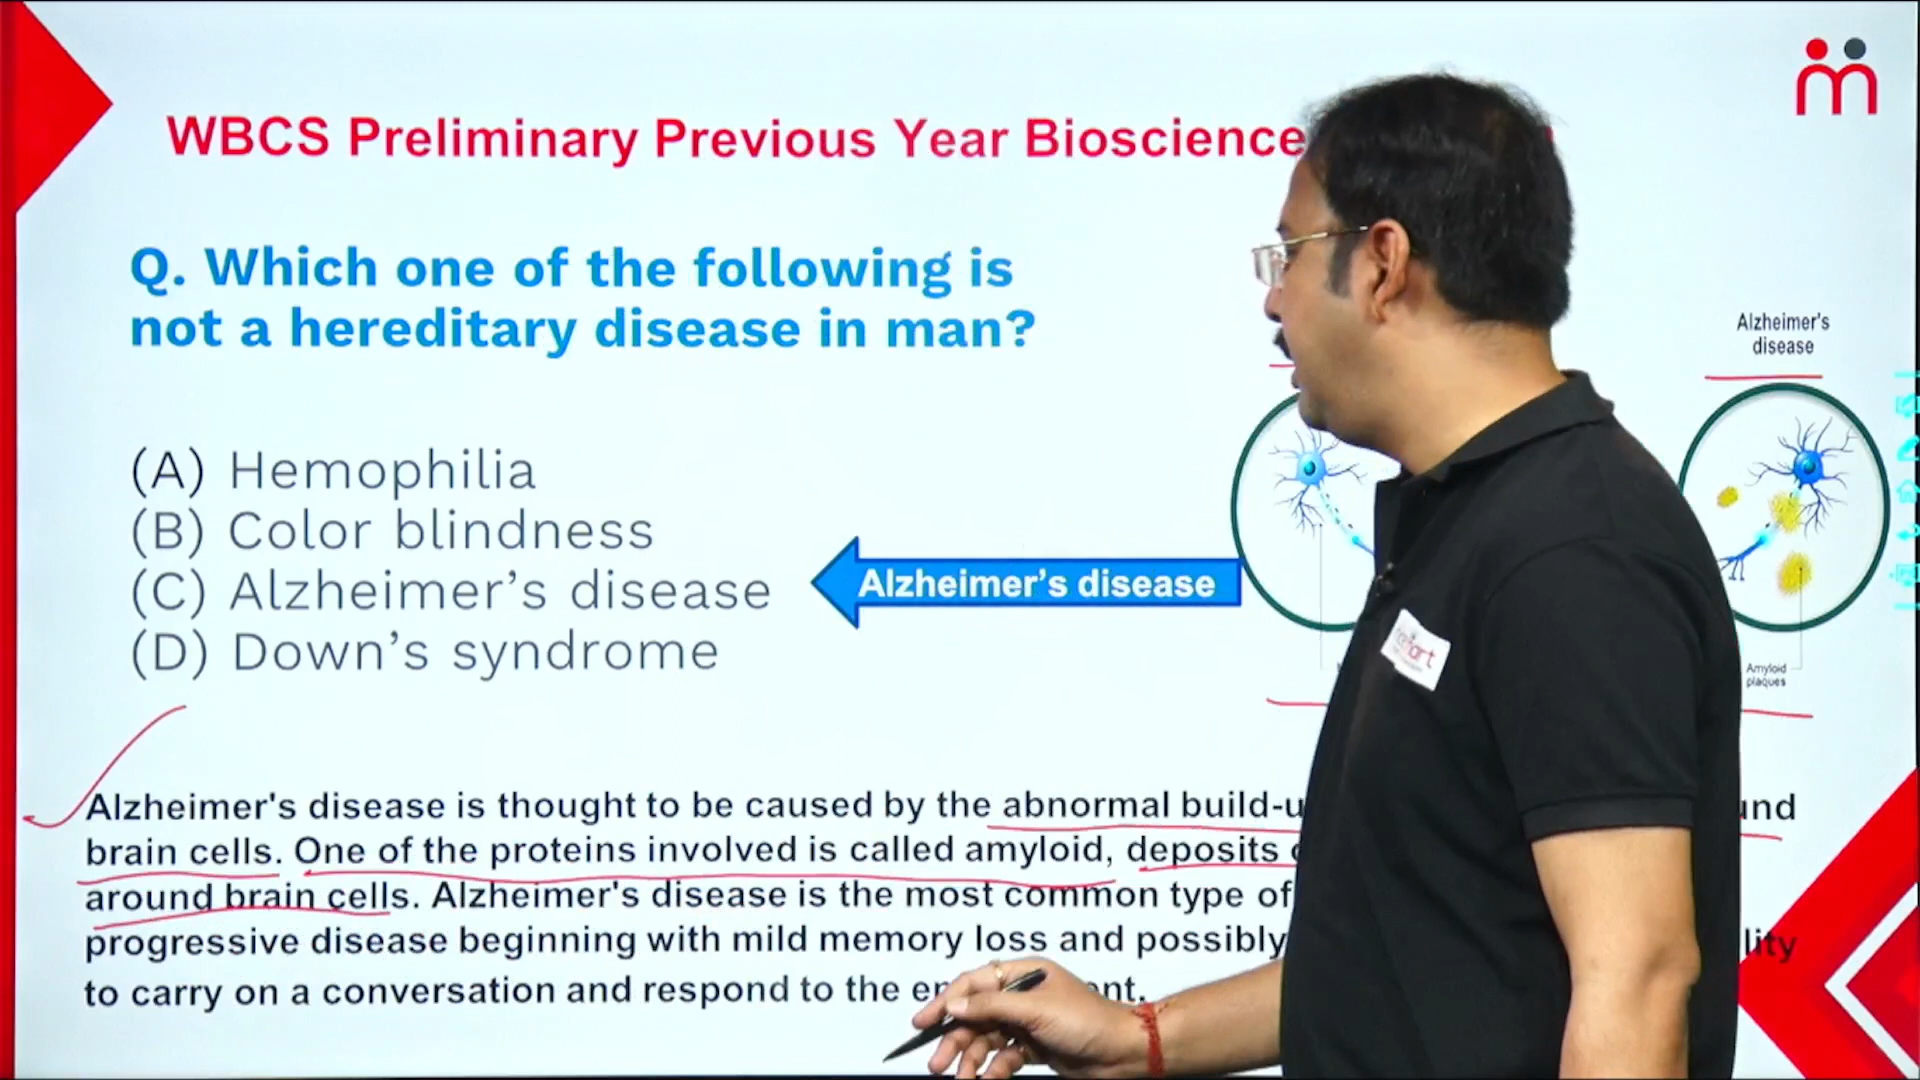 WBCS Preliminary Previous Year Bioscience
Q. Which one of the following is
not a hereditary disease in man?
(A) Hemophilia
(B) Color blindness
(C) Alzheimer’s disease
(D) Down’s syndrome
Alzheimer’s disease
Alzheimer's
disease
Amyloid
plaques
Alzheimer's disease is thought to be caused by the abnormal
brain cells. One of the proteins involved is called amyloid, deposits
around brain cells. Alzheimer's disease is the most common type of
progressive disease beginning with mild memory loss and possibly
to carry on a conversation and respond to the